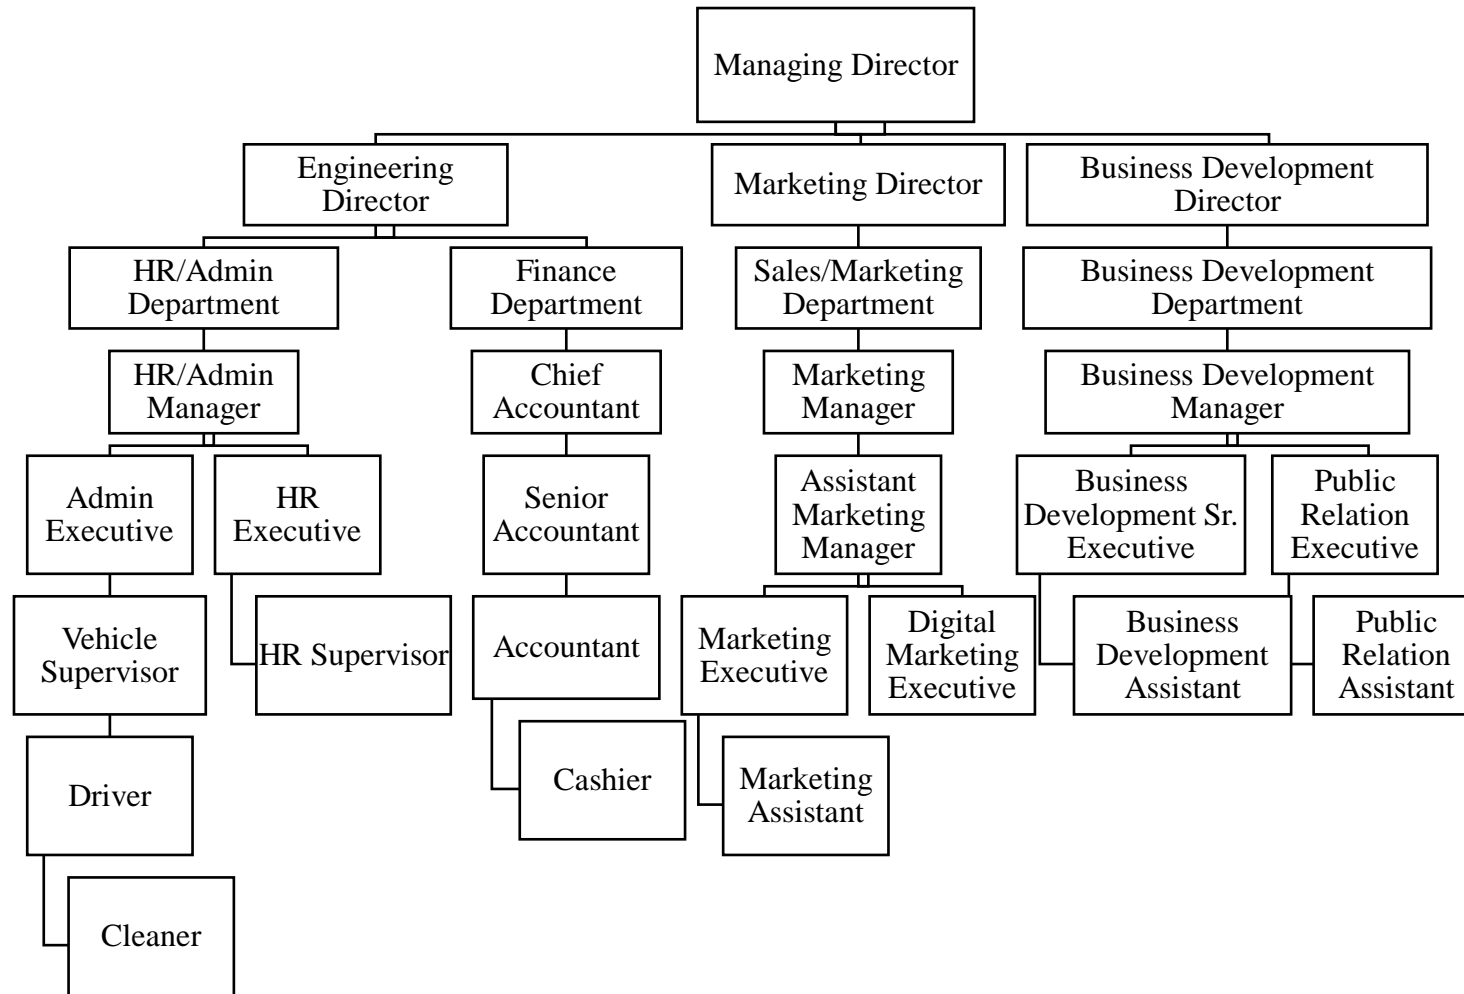 Managing Director
Engineering
Director
Marketing Director
Business Development
Director
HR/Admin
Department
Finance
Department
Sales/Marketing
Department
Business Development
Department
HR/Admin
Manager
Chief
Accountant
Marketing
Manager
Business Development
Manager
Admin
Executive
HR
Executive
Senior
Accountant
Assistant
Marketing
Manager
Business
Development Sr.
Executive
Public
Relation
Executive
Vehicle
Supervisor
HR Supervisor
Accountant
Marketing
Executive
Digital
Marketing
Executive
Business
Development
Assistant
Public
Relation
Assistant
Driver
Cashier
Marketing
Assistant
Cleaner